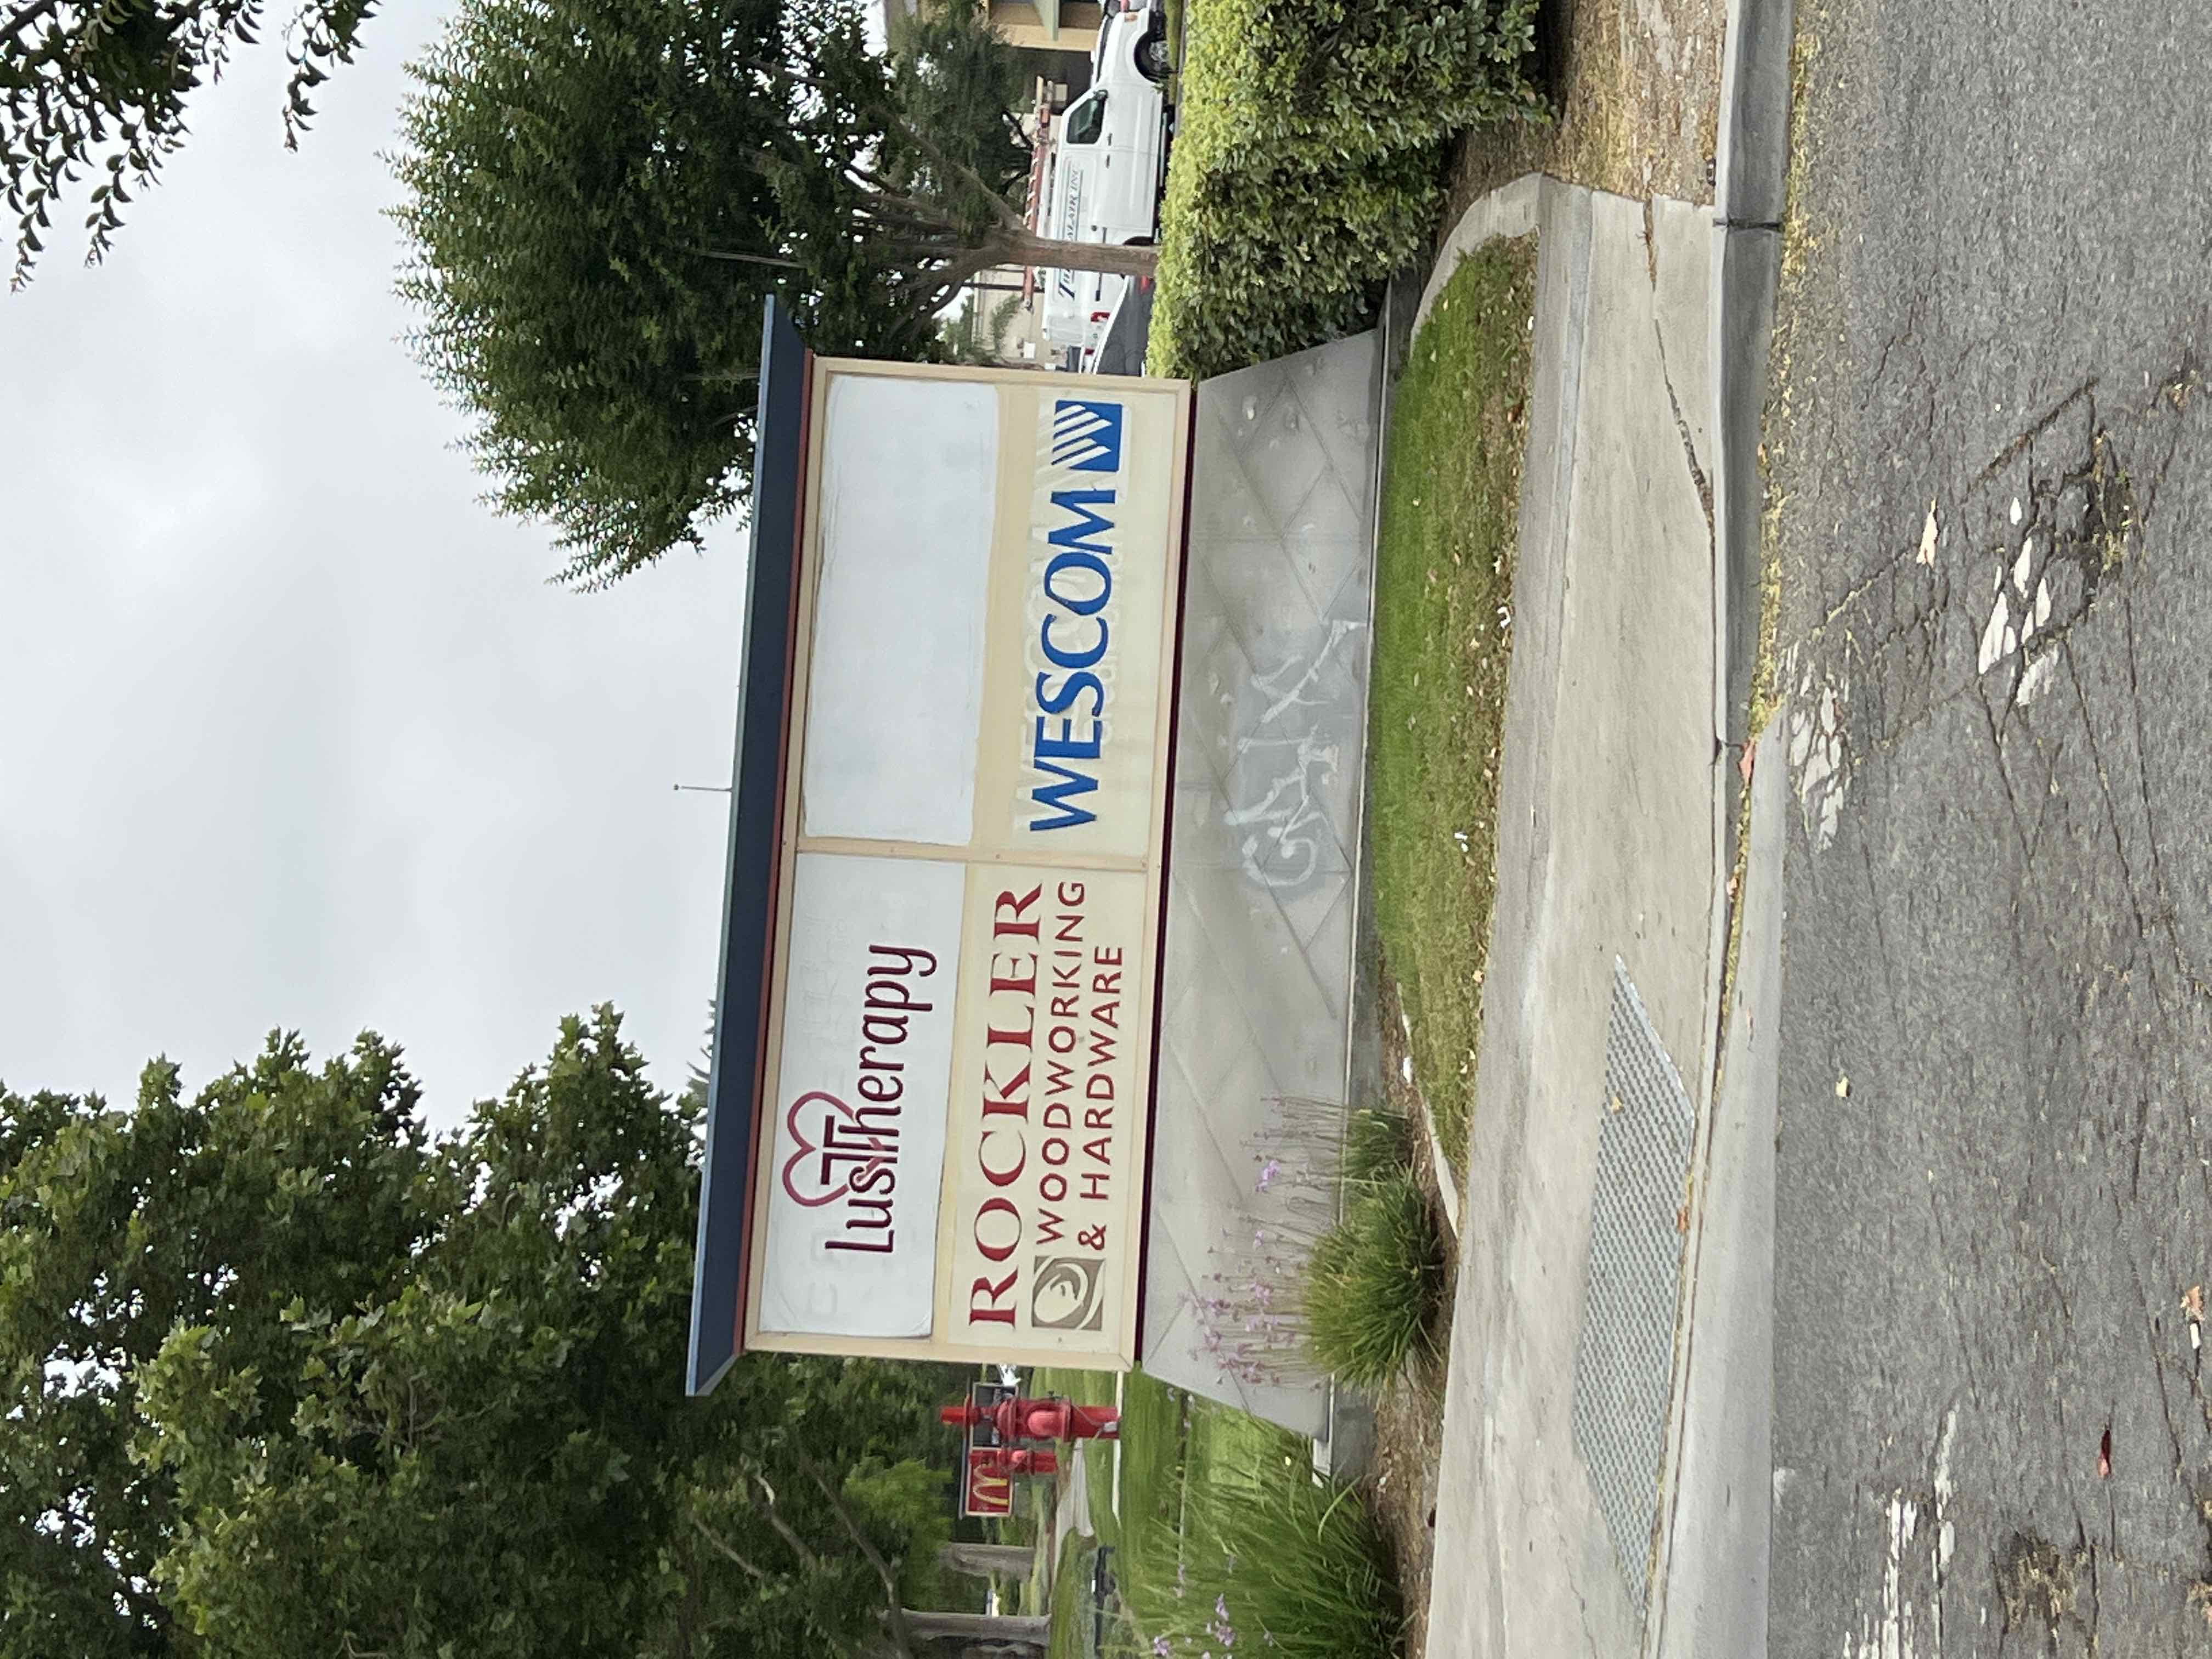 LusTherapy
ROCKLER
WOODWORKING
& HARDWARE
WESCOM